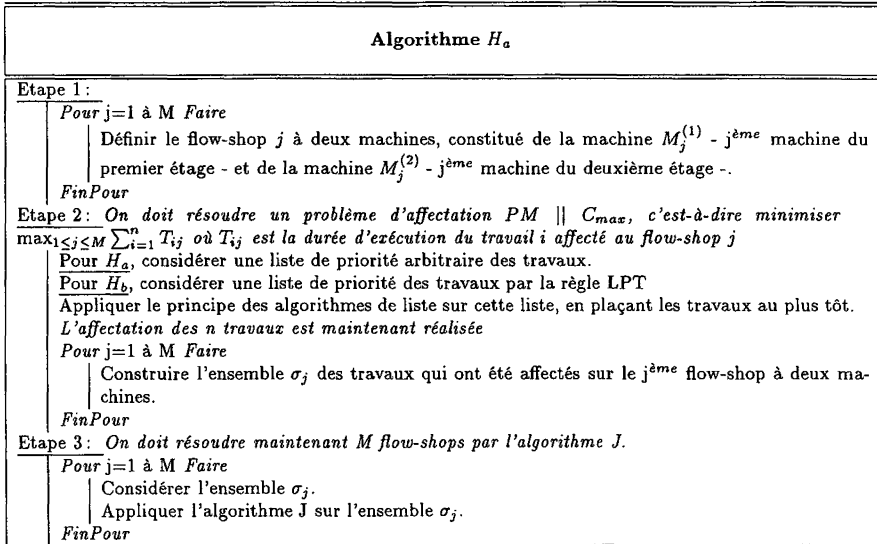 Algorithme Hₐ
Etape 1 :
Pour j=1 à M Faire
Définir le flow-shop j à deux machines, constitué de la machine M_j^(1) - j^ème machine du
premier étage - et de la machine M_j^(2) - j^ème machine du deuxième étage -.
FinPour
Etape 2 : On doit résoudre un problème d'affectation PM || C_max, c'est-à-dire minimiser
max_{1≤j≤M} ∑_{i=1}^n T_ij où T_ij est la durée d'exécution du travail i affecté au flow-shop j
Pour H_a, considérer une liste de priorité arbitraire des travaux.
Pour H_b, considérer une liste de priorité des travaux par la règle LPT
Appliquer le principe des algorithmes de liste sur cette liste, en plaçant les travaux au plus tôt.
L'affectation des n travaux est maintenant réalisée
Pour j=1 à M Faire
Construire l'ensemble σ_j des travaux qui ont été affectés sur le j^ème flow-shop à deux ma-
chines.
FinPour
Etape 3 : On doit résoudre maintenant M flow-shops par l'algorithme J.
Pour j=1 à M Faire
Considérer l'ensemble σ_j.
Appliquer l'algorithme J sur l'ensemble σ_j.
FinPour